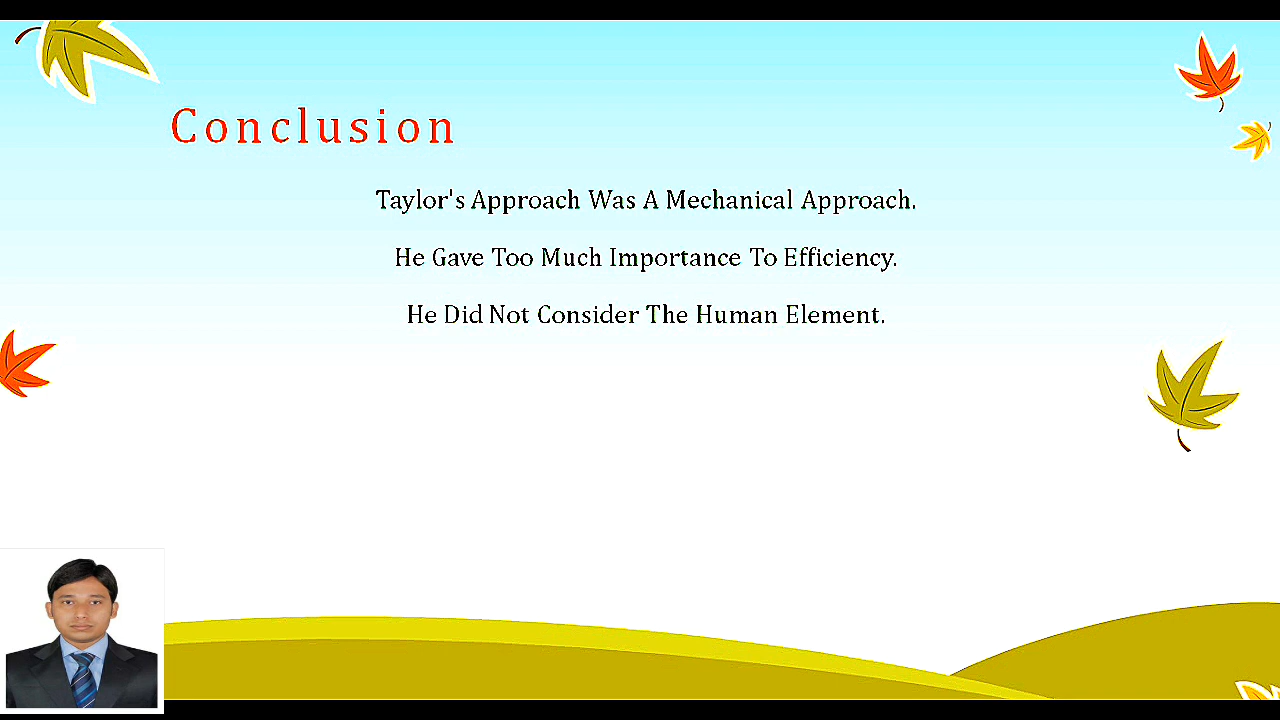 Conclusion
Taylor's Approach Was A Mechanical Approach.
He Gave Too Much Importance To Efficiency.
He Did Not Consider The Human Element.